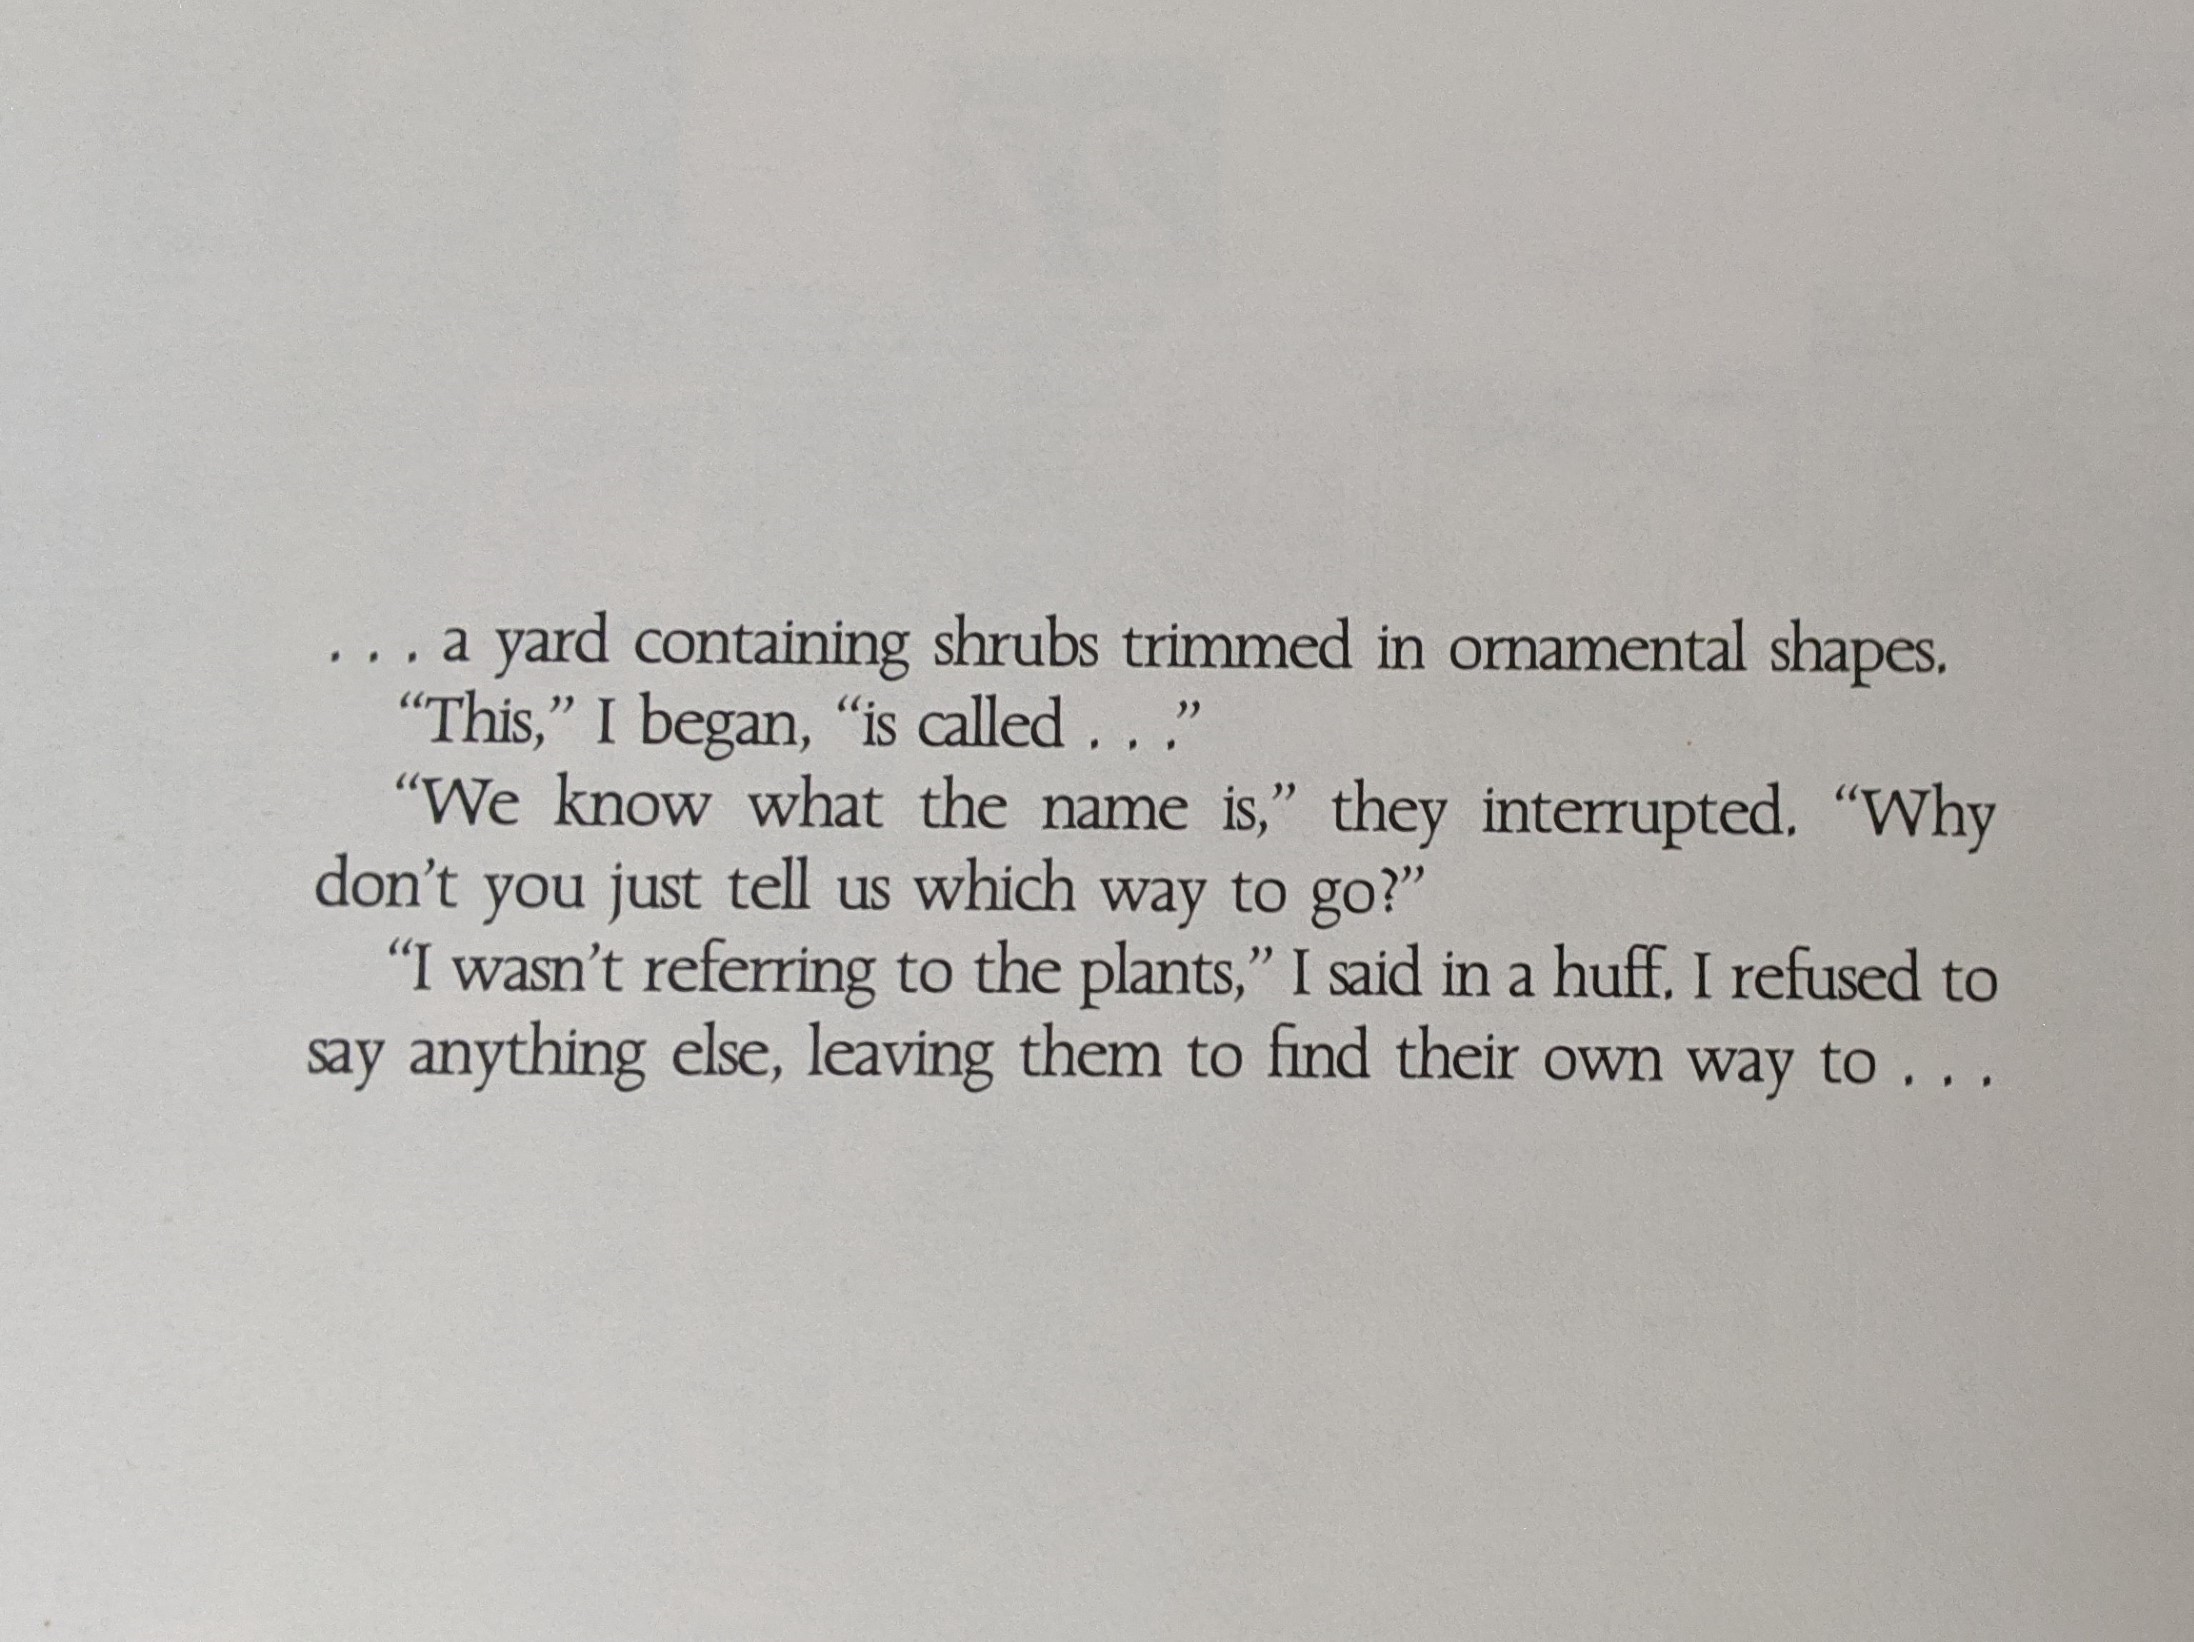 . . . a yard containing shrubs trimmed in ornamental shapes.
“This,” I began, “is called . . .”
“We know what the name is,” they interrupted. “Why
don’t you just tell us which way to go?”
“I wasn’t referring to the plants,” I said in a huff. I refused to
say anything else, leaving them to find their own way to . . .